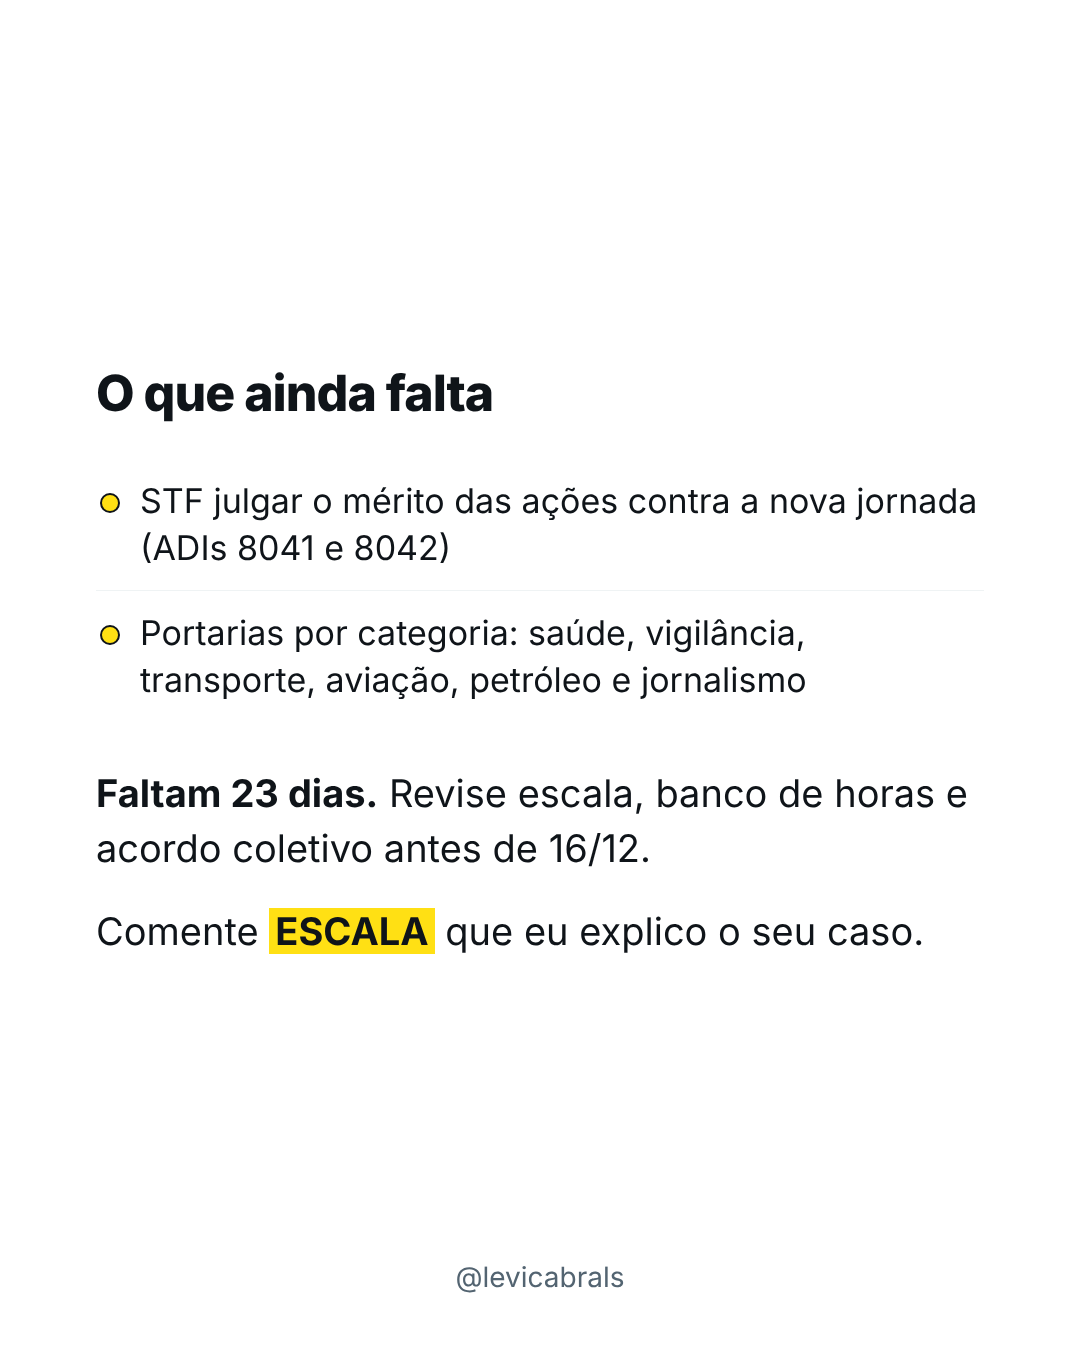 O que ainda falta
STF julgar o mérito das ações contra a nova jornada
(ADIs 8041 e 8042)
Portarias por categoria: saúde, vigilância,
transporte, aviação, petróleo e jornalismo
Faltam 23 dias. Revise escala, banco de horas e
acordo coletivo antes de 16/12.
Comente ESCALA que eu explico o seu caso.
@levicabrals